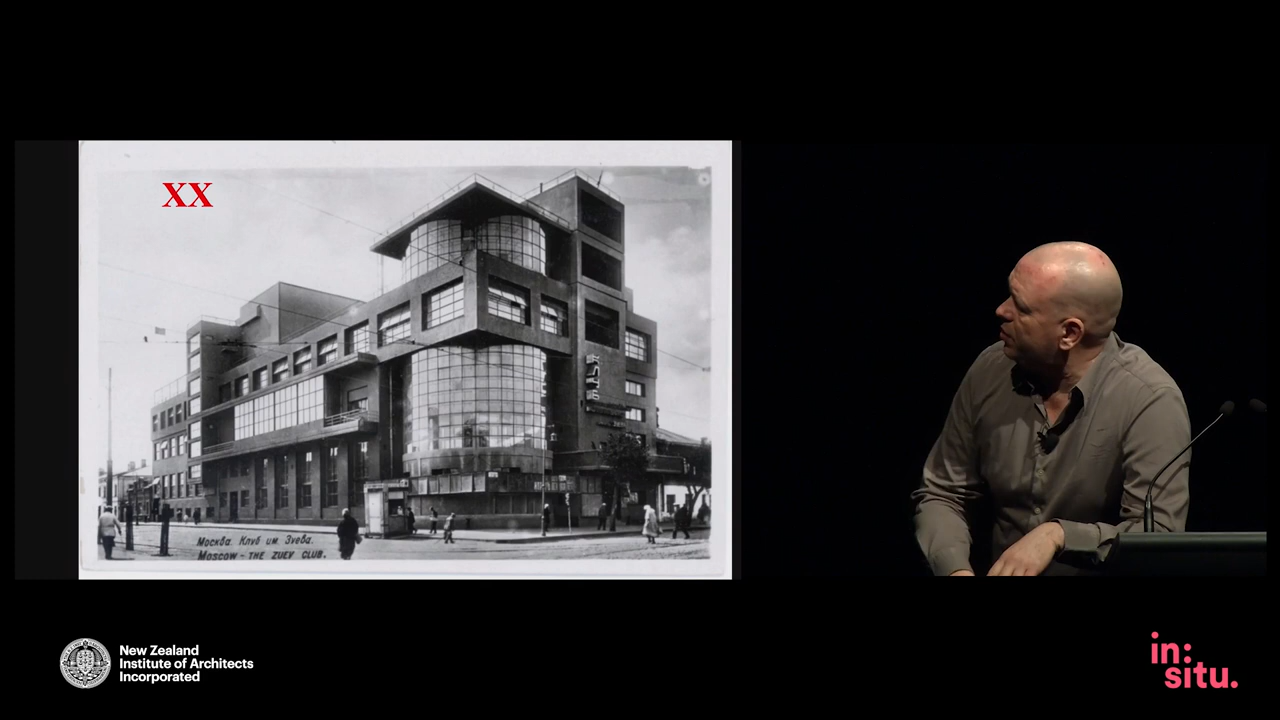 XX
Москва. Клуб им. Зуева.
MOSCOW - THE ZUEV CLUB.
New Zealand
Institute of Architects
Incorporated
in:
situ.